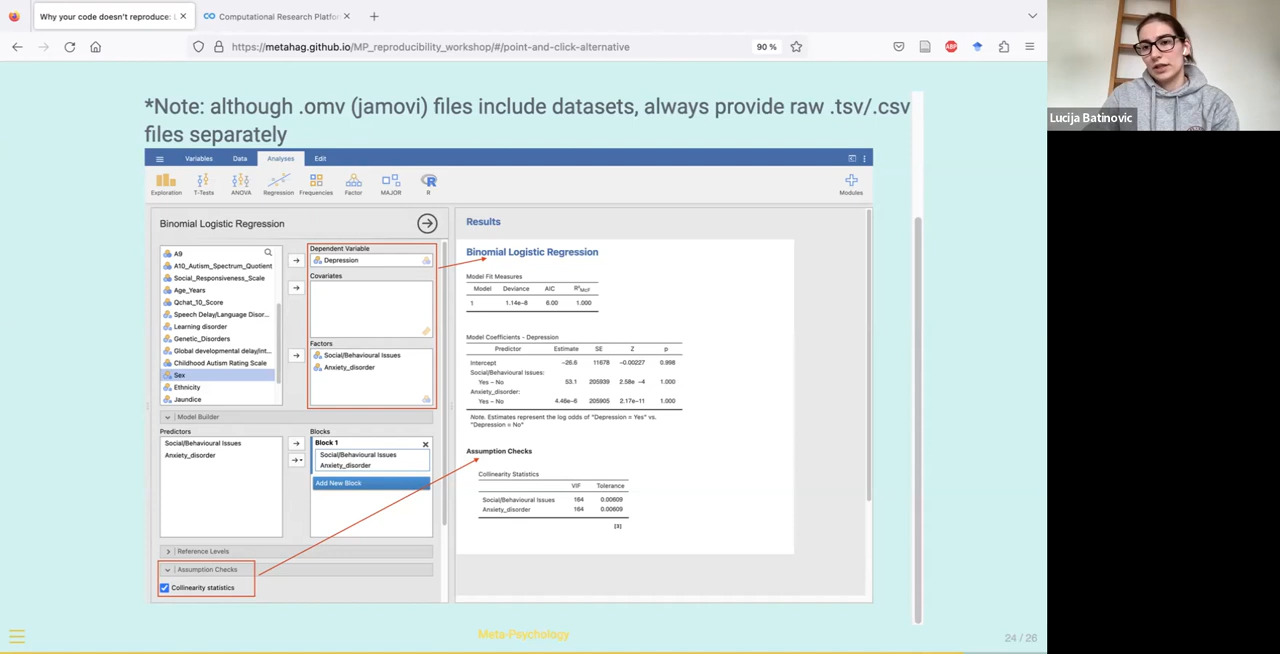 Why your code doesn't reproduce:
Computational Research Platfor
https://metahag.github.io/MP_reproducibility_workshop/#/point-and-click-alternative
90 %
ABP
Lucija Batinovic
*Note: although .omv (jamovi) files include datasets, always provide raw .tsv/.csv
files separately
Variables Data Analyses Edit
Exploration T-Tests ANOVA Regression Frequencies Factor MAJOR R Modules
Binomial Logistic Regression
A9
A10_Autism_Spectrum_Quotient
Social_Responsiveness_Scale
Age_Years
Qchat_10_Score
Speech Delay/Language Disor...
Learning disorder
Genetic_Disorders
Global developmental delay/int...
Childhood Autism Rating Scale
Sex
Ethnicity
Jaundice
Dependent Variable
Depression
Covariates
Factors
Social/Behavioural Issues
Anxiety_disorder
Model Builder
Predictors
Social/Behavioural Issues
Anxiety_disorder
Blocks
Block 1
Social/Behavioural Issues
Anxiety_disorder
Add New Block
Reference Levels
Assumption Checks
Collinearity statistics
Results
Binomial Logistic Regression
Model Fit Measures
Model Deviance AIC R²McF
1 1.14e-8 6.00 1.000
Model Coefficients - Depression
Predictor Estimate SE Z p
Intercept -26.6 11678 -0.00227 0.998
Social/Behavioural Issues:
Yes – No 53.1 205939 2.58e -4 1.000
Anxiety_disorder:
Yes – No 4.48e-6 205905 2.17e-11 1.000
Note. Estimates represent the log odds of "Depression = Yes" vs.
"Depression = No"
Assumption Checks
Collinearity Statistics
VIF Tolerance
Social/Behavioural Issues 164 0.00609
Anxiety_disorder 164 0.00609
[3]
Meta-Psychology
24 / 26